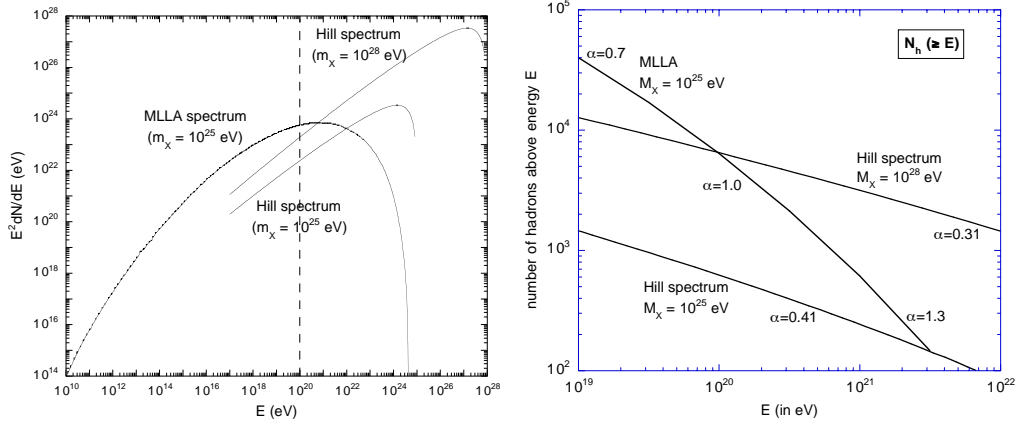 10^28
10^26
10^24
10^22
10^20
10^18
10^16
10^14
E^2dN/dE (eV)
Hill spectrum
(m_X = 10^28 eV)
MLLA spectrum
(m_X = 10^25 eV)
Hill spectrum
(m_X = 10^25 eV)
10^10 10^12 10^14 10^16 10^18 10^20 10^22 10^24 10^26 10^28
E (eV)
10^5
10^4
10^3
10^2
number of hadrons above energy E
N_h (≥ E)
α=0.7
MLLA
M_X = 10^25 eV
Hill spectrum
M_X = 10^28 eV
α=1.0
α=0.31
Hill spectrum
M_X = 10^25 eV
α=0.41
α=1.3
10^19 10^20 10^21 10^22
E (in eV)